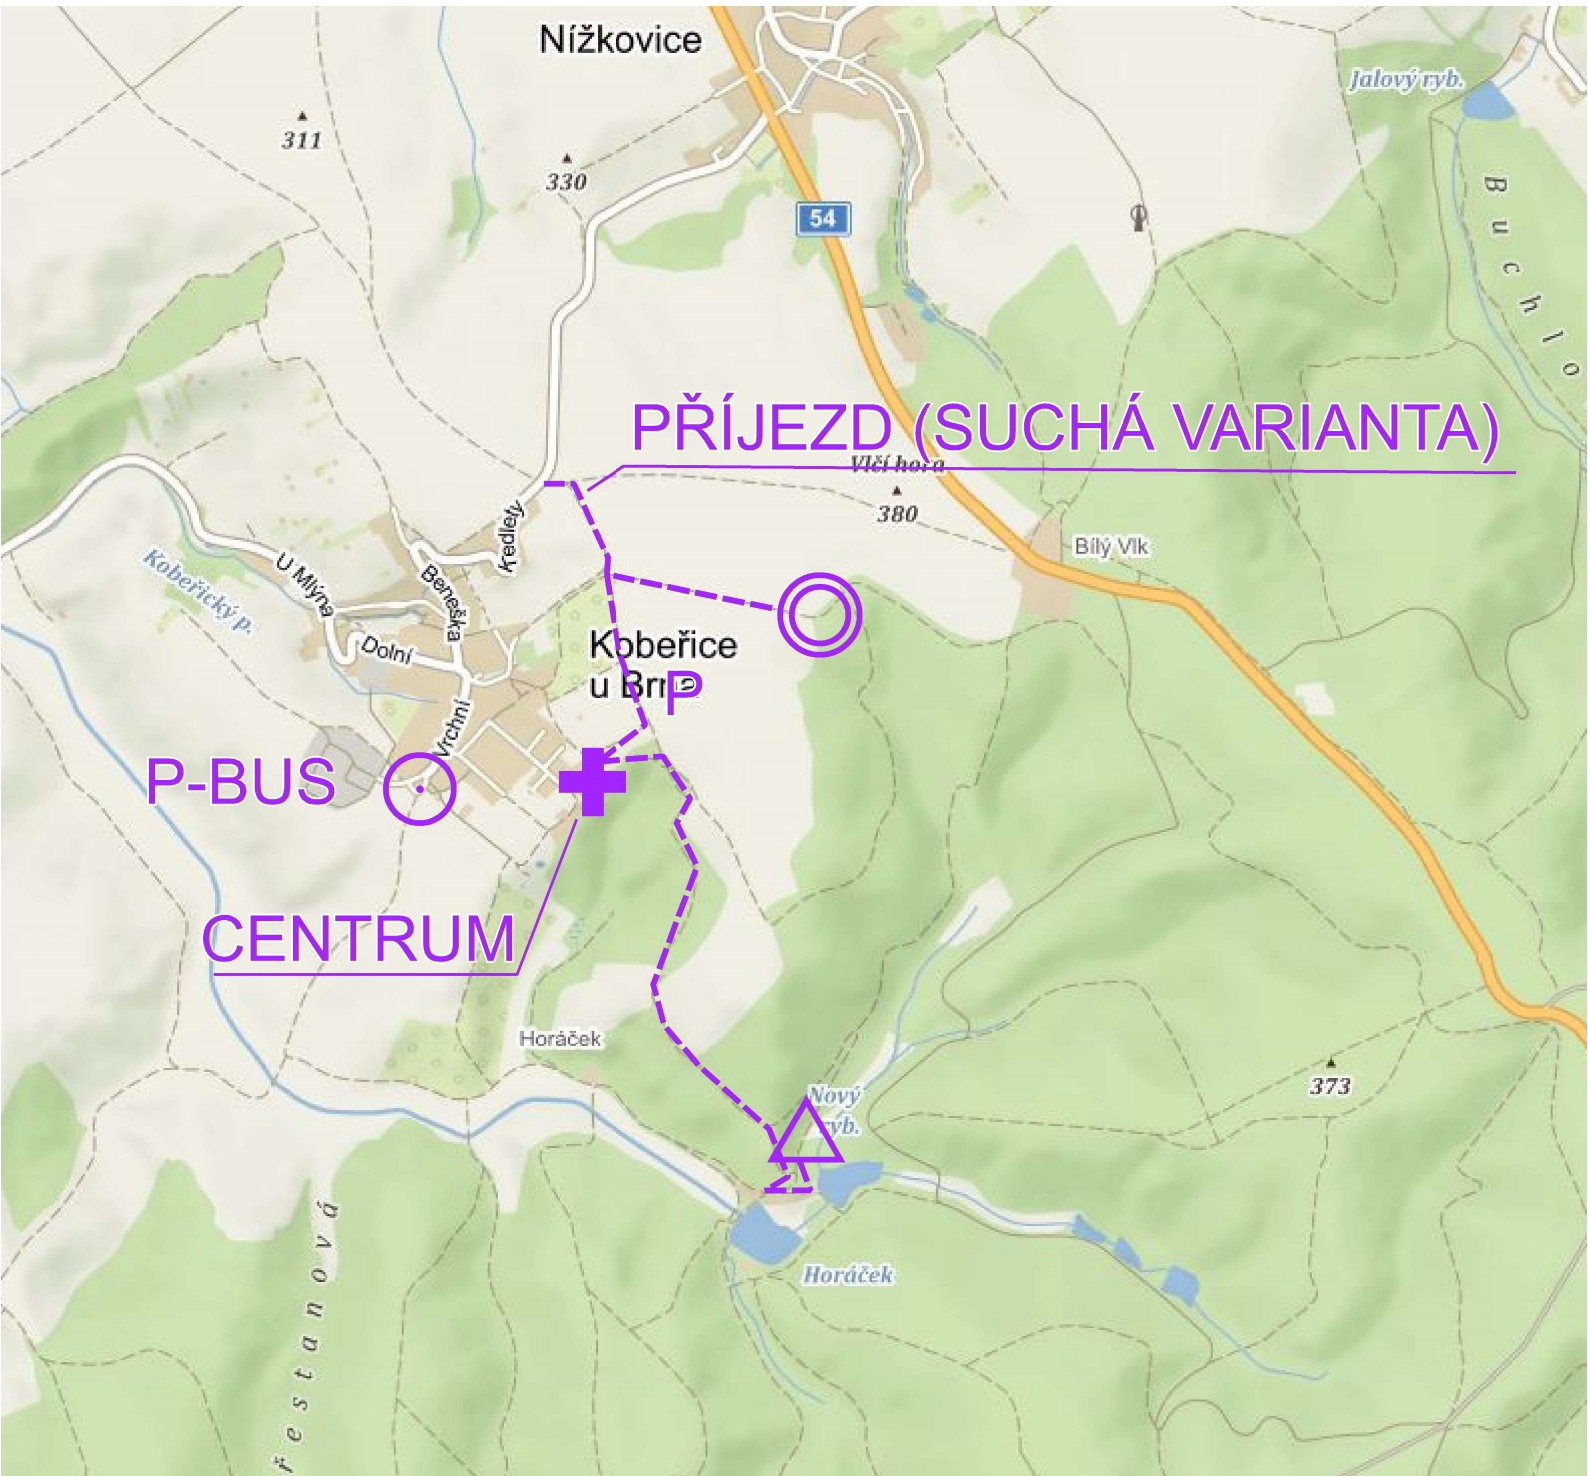 Nížkovice
Jalový ryb.
311
330
54
Buchlo
PŘÍJEZD (SUCHÁ VARIANTA)
Vlčí hora
380
Kedlety
Bílý Vlk
Kobeřický p.
U Mlýna
Beneška
Dolní
Kobeřice
u Brna
P
Vrchní
P-BUS
CENTRUM
Horáček
373
Nový
ryb.
Horáček
řestanová